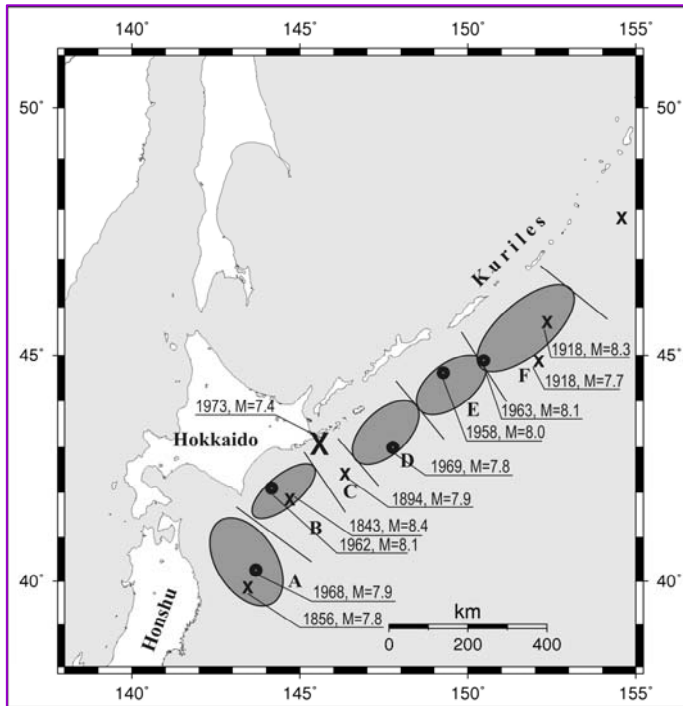 140˚ 145˚ 150˚ 155˚
50˚ 50˚
Kuriles
45˚ 45˚
1918, M=8.3
F
1918, M=7.7
1973, M=7.4
E
1963, M=8.1
1958, M=8.0
Hokkaido
D
1969, M=7.8
C
1894, M=7.9
B
1843, M=8.4
1962, M=8.1
40˚ 40˚
A
1968, M=7.9
1856, M=7.8
Honshu
km
0 200 400
140˚ 145˚ 150˚ 155˚